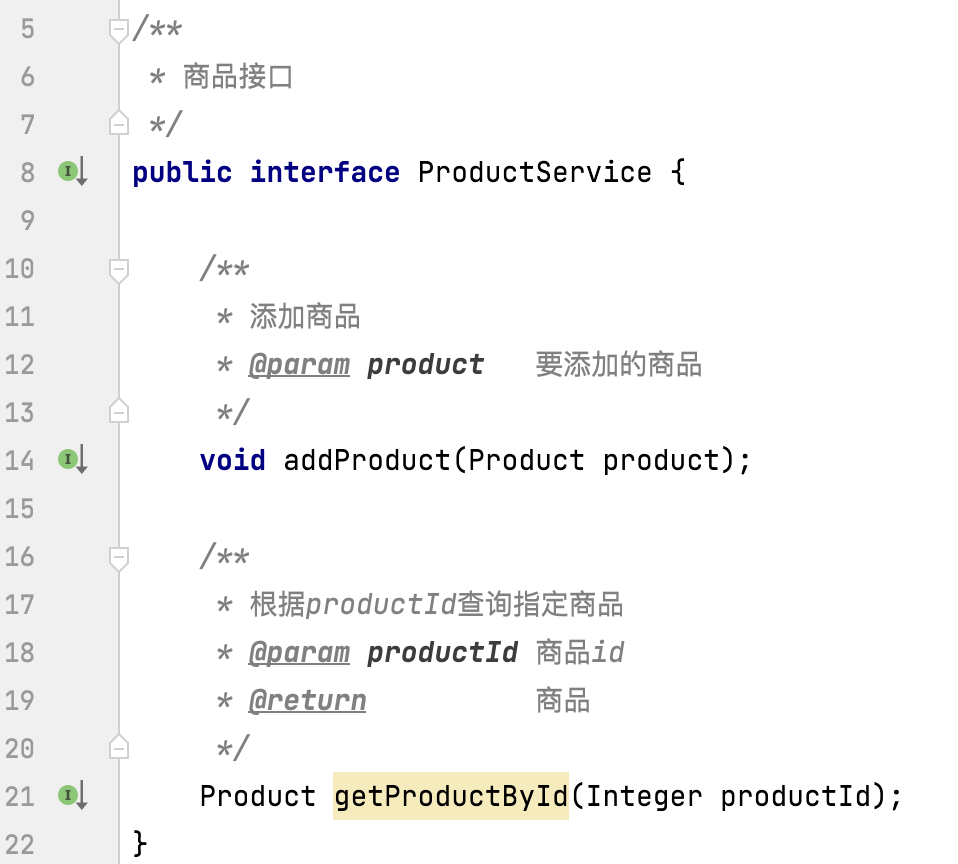 5 /**
6  * 商品接口
7  */
8 public interface ProductService {
9
10     /**
11      * 添加商品
12      * @param product   要添加的商品
13      */
14     void addProduct(Product product);
15
16     /**
17      * 根据productId查询指定商品
18      * @param productId 商品id
19      * @return          商品
20      */
21     Product getProductById(Integer productId);
22 }